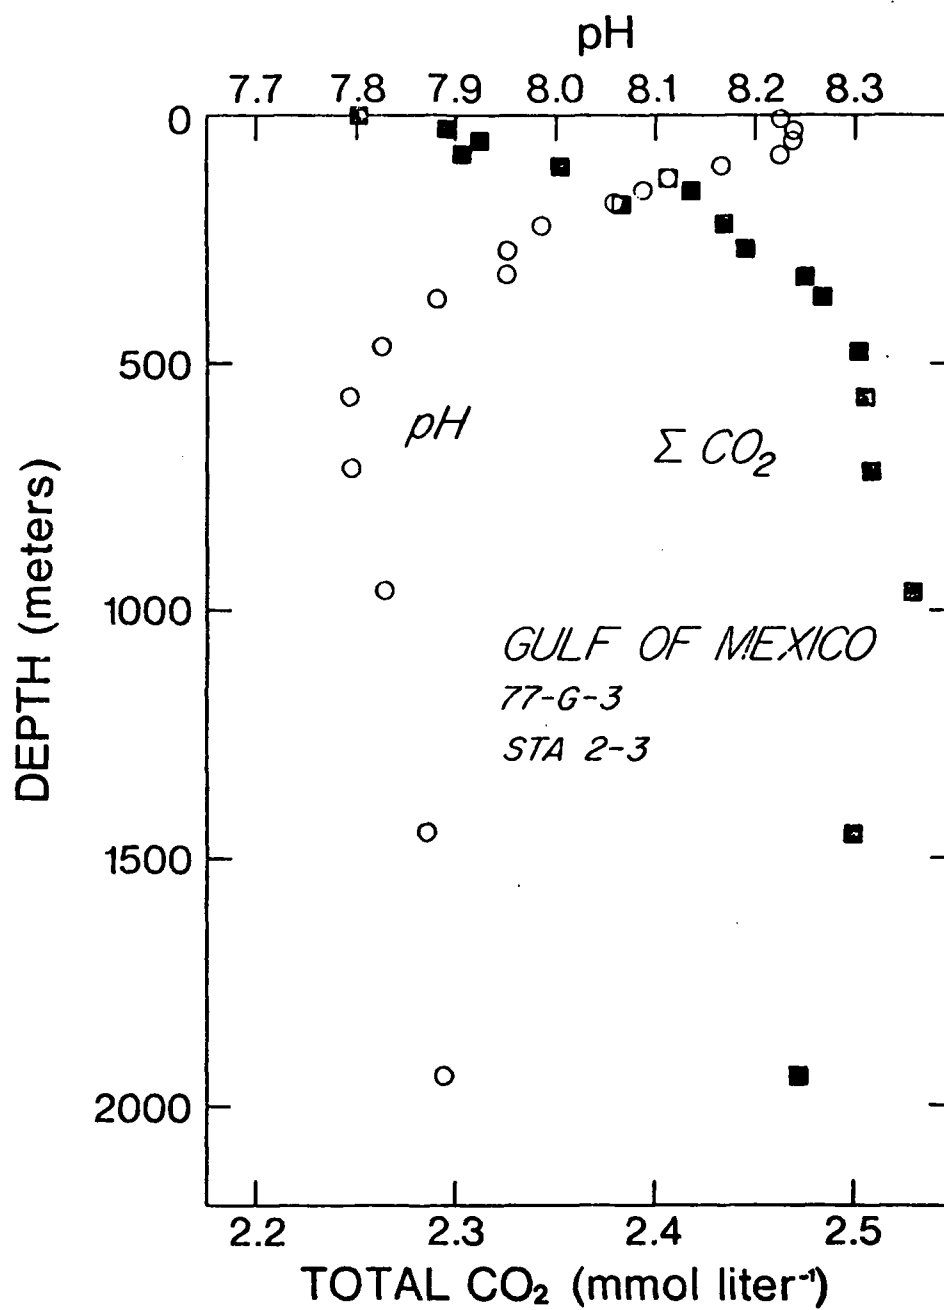 pH
7.7 7.8 7.9 8.0 8.1 8.2 8.3
0
500
1000
1500
2000
DEPTH (meters)
pH
Σ CO₂
GULF OF MEXICO
77-G-3
STA 2-3
2.2 2.3 2.4 2.5
TOTAL CO₂ (mmol liter⁻¹)